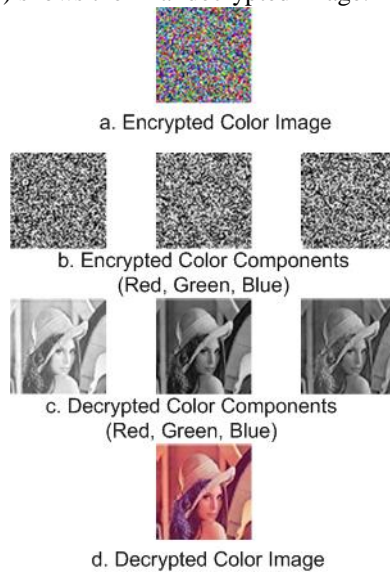 a. Encrypted Color Image
b. Encrypted Color Components
(Red, Green, Blue)
c. Decrypted Color Components
(Red, Green, Blue)
d. Decrypted Color Image